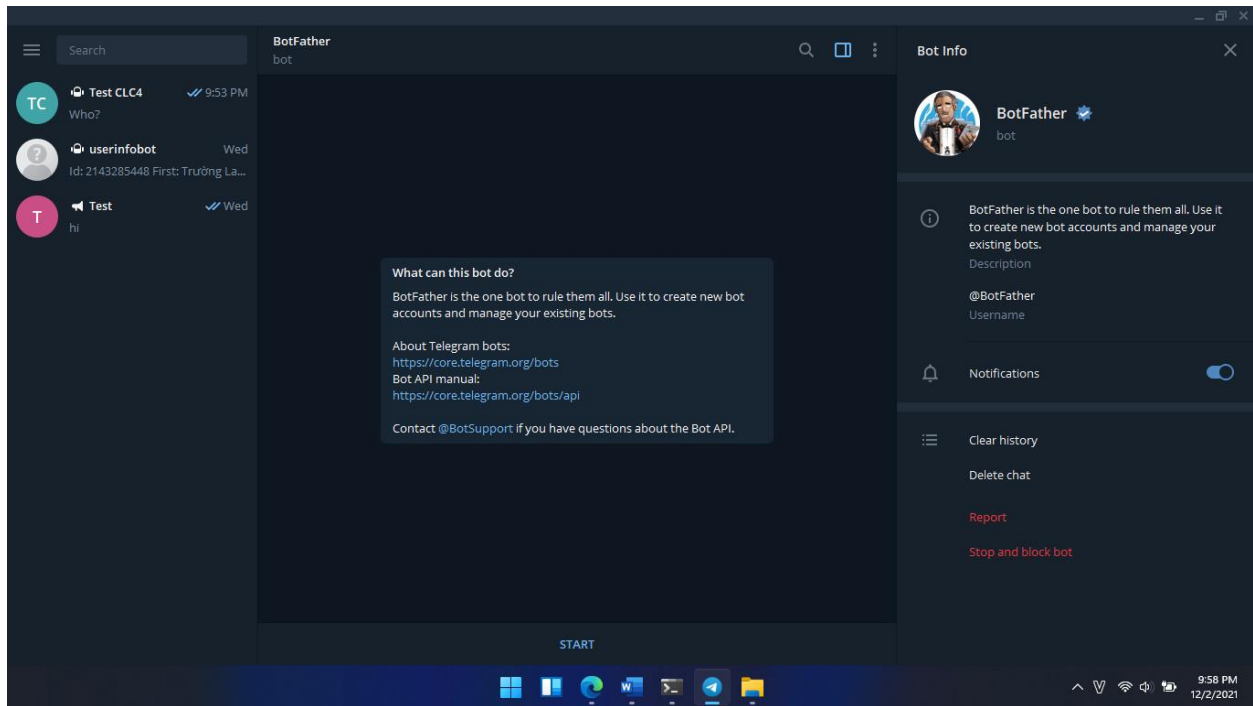 Search
TC
Test CLC4
9:53 PM
Who?
userinfobot
Wed
Id: 2143285448 First: Trường La...
T
Test
Wed
hi
BotFather
bot
What can this bot do?
BotFather is the one bot to rule them all. Use it to create new bot
accounts and manage your existing bots.
About Telegram bots:
https://core.telegram.org/bots
Bot API manual:
https://core.telegram.org/bots/api
Contact @BotSupport if you have questions about the Bot API.
START
Bot Info
BotFather
bot
BotFather is the one bot to rule them all. Use it
to create new bot accounts and manage your
existing bots.
Description
@BotFather
Username
Notifications
Clear history
Delete chat
Report
Stop and block bot
9:58 PM
12/2/2021